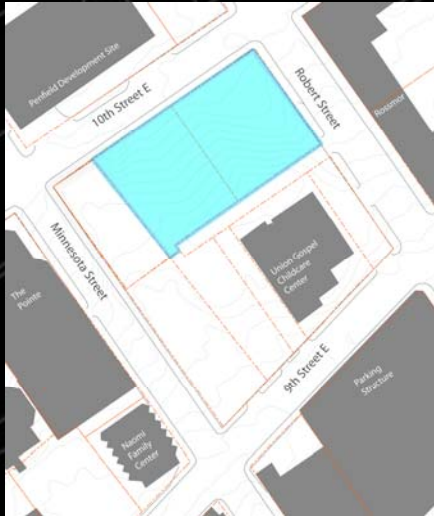 Penfield Development Site
10th Street E
Robert Street
Rossmor
Minnesota Street
The
Pointe
Union Gospel
Childcare
Center
9th Street E
Parking
Structure
Naomi
Family
Center